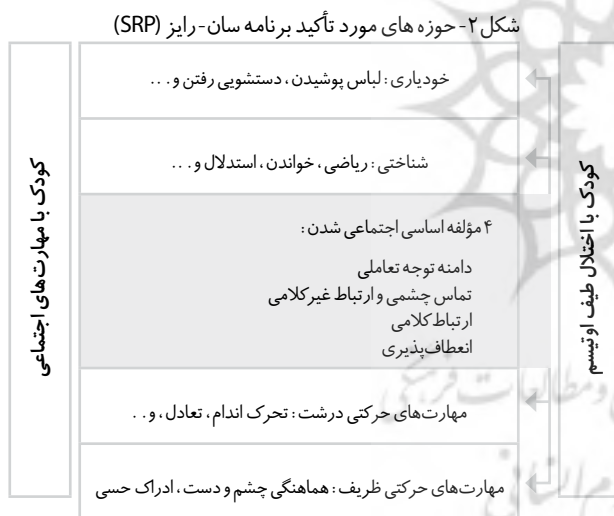 شکل۲- حوزه های مورد تأکید برنامه سان-رایز (SRP)
کودک با اختلال طیف اوتیسم
خودیاری: لباس پوشیدن، دستشویی رفتن و. . .
شناختی: ریاضی، خواندن، استدلال و. . .
۴ مؤلفه اساسی اجتماعی شدن:
دامنه توجه تعاملی
تماس چشمی و ارتباط غیرکلامی
ارتباط کلامی
انعطاف‌پذیری
مهارت‌های حرکتی درشت: تحرک اندام، تعادل، و. .
مهارت‌های حرکتی ظریف: هماهنگی چشم و دست، ادراک حسی
کودک با مهارت‌های اجتماعی
ومطالعات فرهنگی